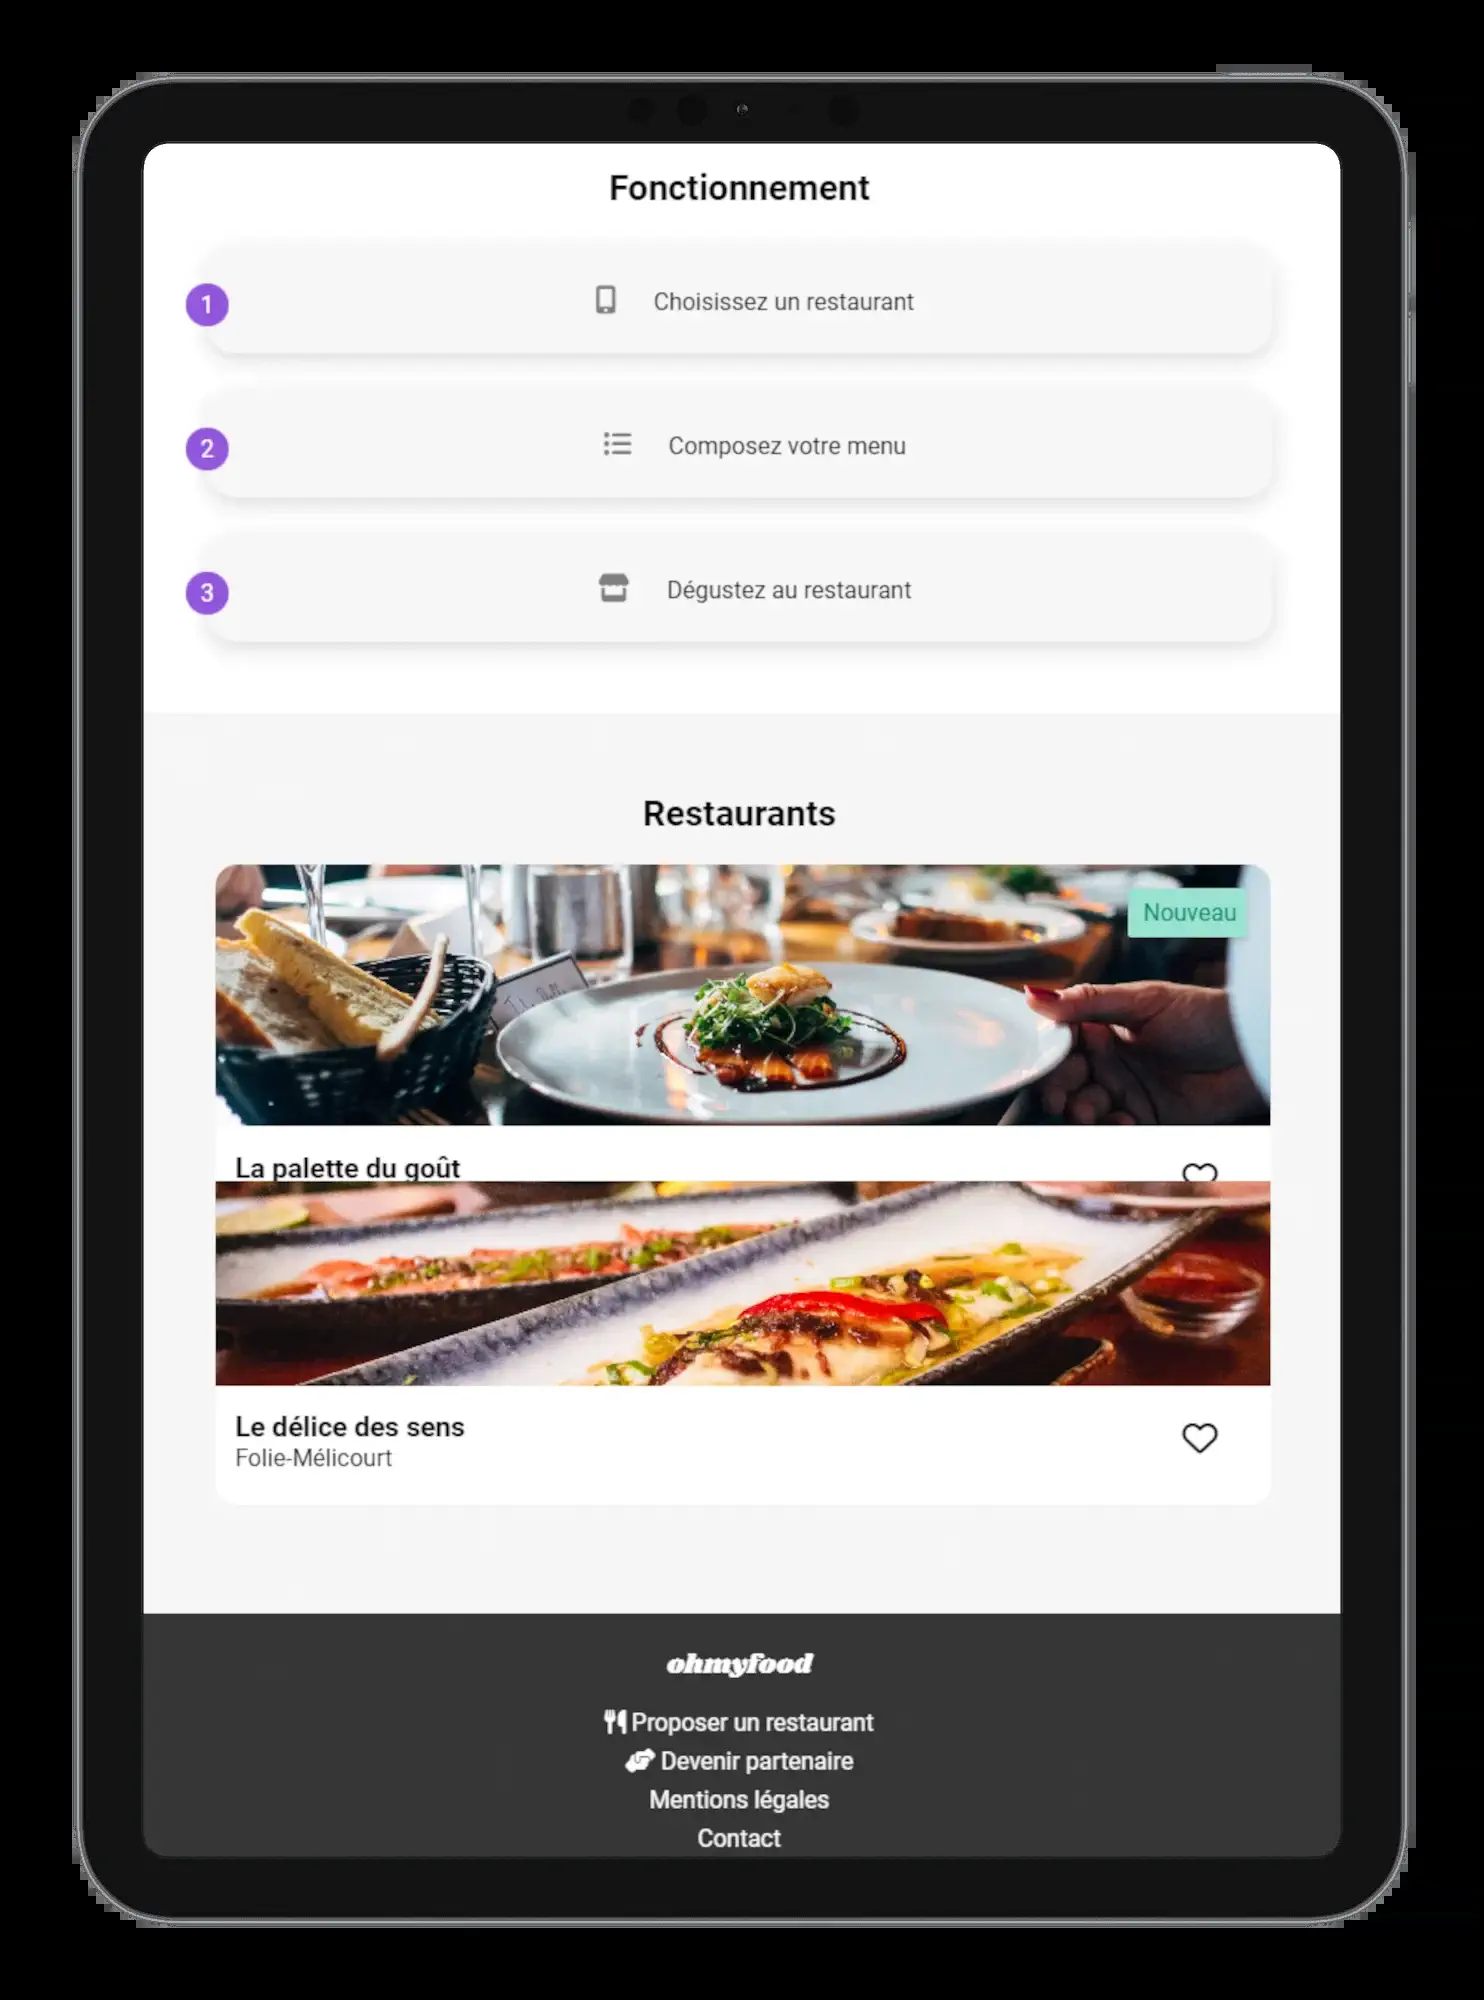 Fonctionnement
1
Choisissez un restaurant
2
Composez votre menu
3
Dégustez au restaurant
Restaurants
Nouveau
La palette du goût
Le délice des sens
Folie-Mélicourt
ohmyfood
Proposer un restaurant
Devenir partenaire
Mentions légales
Contact